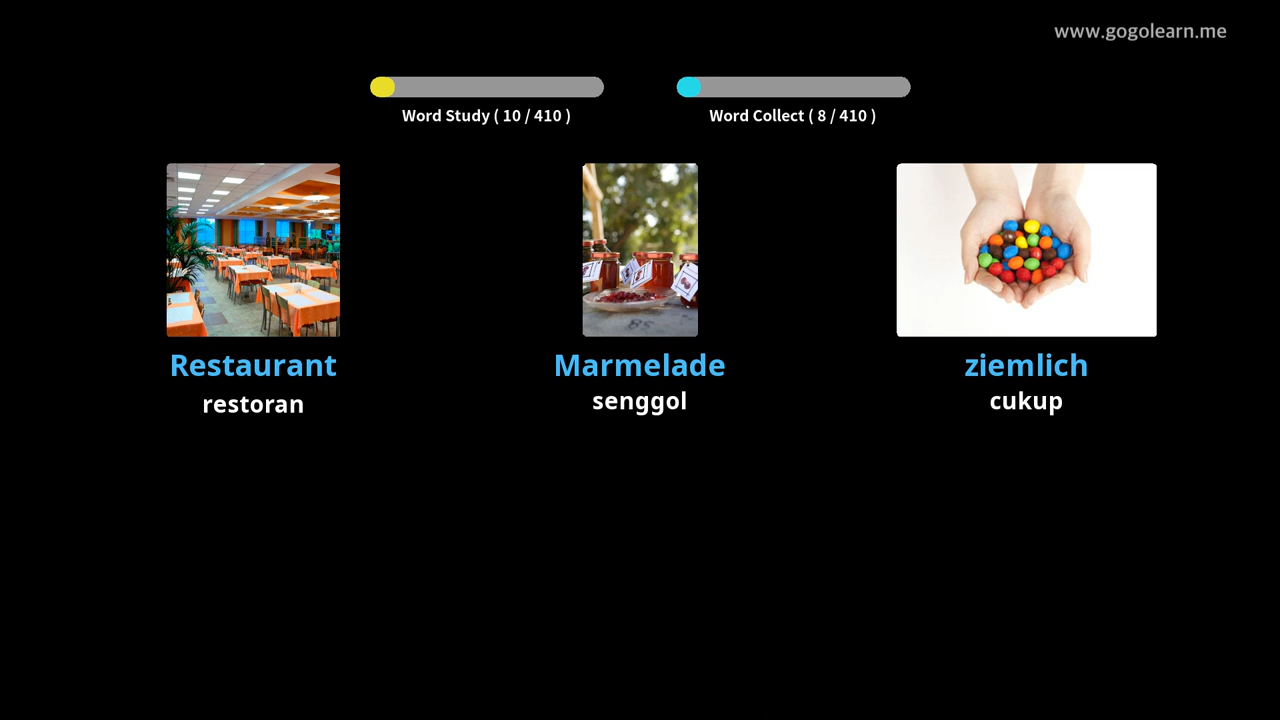 www.gogolearn.me
Word Study ( 10 / 410 )
Word Collect ( 8 / 410 )
Restaurant
restoran
Marmelade
senggol
ziemlich
cukup